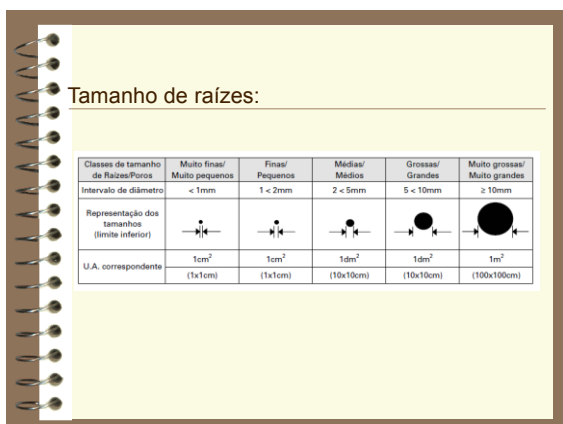 Tamanho de raízes:
Classes de tamanho de Raizes/Poros | Muito finas/ Muito pequenos | Finas/ Pequenos | Médias/ Médios | Grossas/ Grandes | Muito grossas/ Muito grandes
Intervalo de diâmetro | < 1mm | 1 < 2mm | 2 < 5mm | 5 < 10mm | ≥ 10mm
Representação dos tamanhos (limite inferior)
U.A. correspondente | 1cm² | 1cm² | 1dm² | 1dm² | 1m²
(1x1cm) | (1x1cm) | (10x10cm) | (10x10cm) | (100x100cm)